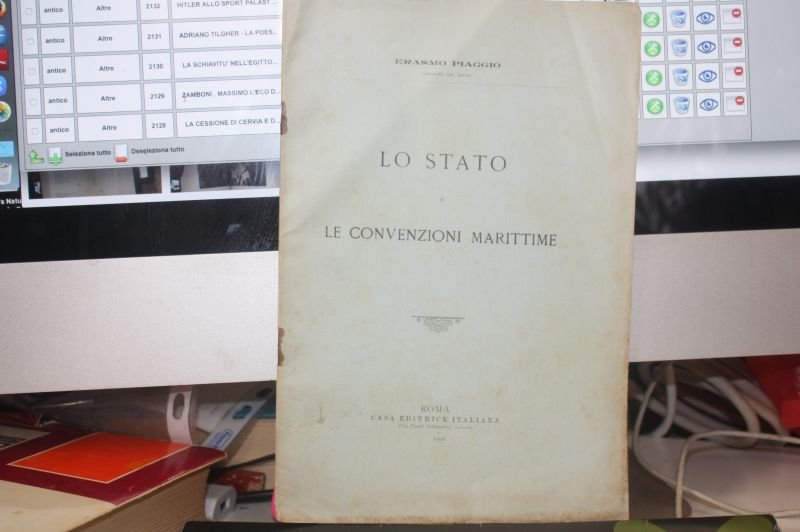 antico Altre 2132 HITLER ALLO SPORT PALAST ...
antico Altre 2131 ADRIANO TILGHER - LA POES...
antico Altre 2130 LA SCHIAVITU' NELL'EGITTO...
antico Altre 2129 ZAMBONI , MASSIMO L'ECO D...
antico Altre 2128 LA CESSIONE DI CERVIA E D...
Seleziona tutto Deseleziona tutto
ERASMO PIAGGIO
LO STATO
E
LE CONVENZIONI MARITTIME
ROMA
CASA EDITRICE ITALIANA